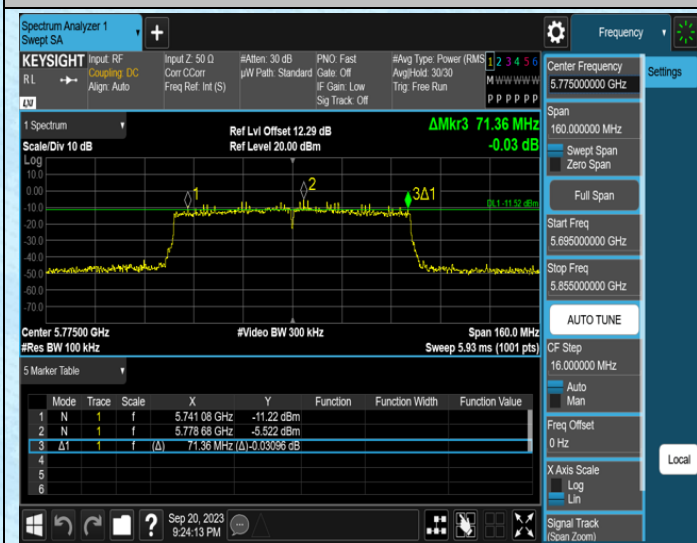 Spectrum Analyzer 1
Swept SA
Frequency
KEYSIGHT
RL
Input: RF
Coupling: DC
Align: Auto
Input Z: 50 Ω
Corr CCorr
Freq Ref: Int (S)
#Atten: 30 dB
µW Path: Standard
PNO: Fast
Gate: Off
IF Gain: Low
Sig Track: Off
#Avg Type: Power (RMS
Avg|Hold: 30/30
Trig: Free Run
1 2 3 4 5 6
M W W W W W
P P P P P P
1 Spectrum
Scale/Div 10 dB
Ref Lvl Offset 12.29 dB
Ref Level 20.00 dBm
ΔMkr3 71.36 MHz
-0.03 dB
Log
10.0
0.00
-10.0
-20.0
-30.0
-40.0
-50.0
-60.0
-70.0
1
2
3Δ1
DL1 -11.52 dBm
Center 5.77500 GHz
#Res BW 100 kHz
#Video BW 300 kHz
Span 160.0 MHz
Sweep 5.93 ms (1001 pts)
5 Marker Table
Mode Trace Scale X Y Function Function Width Function Value
1 N 1 f 5.741 08 GHz -11.22 dBm
2 N 1 f 5.778 68 GHz -5.522 dBm
3 Δ1 1 f (Δ) 71.36 MHz (Δ) -0.03096 dB
4
5
6
Sep 20, 2023
9:24:13 PM
Center Frequency
5.775000000 GHz
Span
160.000000 MHz
Swept Span
Zero Span
Full Span
Start Freq
5.695000000 GHz
Stop Freq
5.855000000 GHz
AUTO TUNE
CF Step
16.000000 MHz
Auto
Man
Freq Offset
0 Hz
X Axis Scale
Log
Lin
Signal Track
(Span Zoom)
Settings
Local